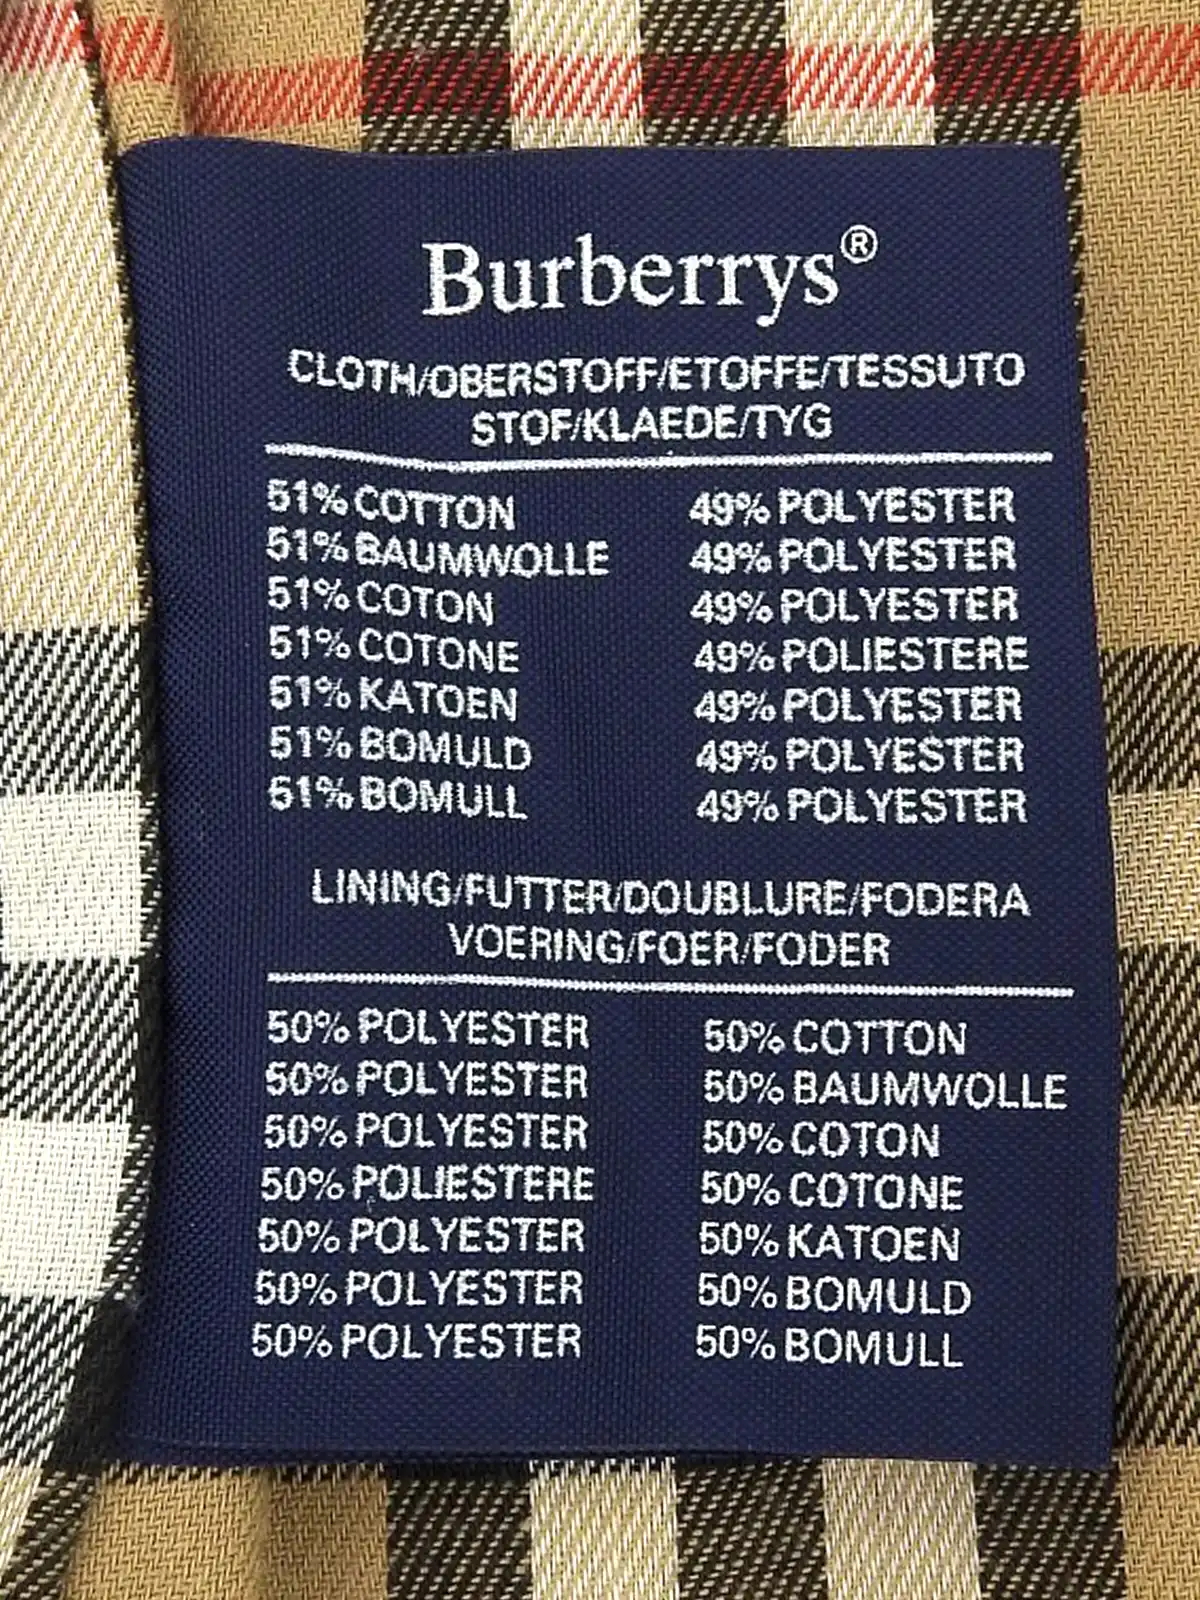 Burberrys®
CLOTH/OBERSTOFF/ETOFFE/TESSUTO
STOF/KLAEDE/TYG
51% COTTON 49% POLYESTER
51% BAUMWOLLE 49% POLYESTER
51% COTON 49% POLYESTER
51% COTONE 49% POLIESTERE
51% KATOEN 49% POLYESTER
51% BOMULD 49% POLYESTER
51% BOMULL 49% POLYESTER
LINING/FUTTER/DOUBLURE/FODERA
VOERING/FOER/FODER
50% POLYESTER 50% COTTON
50% POLYESTER 50% BAUMWOLLE
50% POLYESTER 50% COTON
50% POLIESTERE 50% COTONE
50% POLYESTER 50% KATOEN
50% POLYESTER 50% BOMULD
50% POLYESTER 50% BOMULL